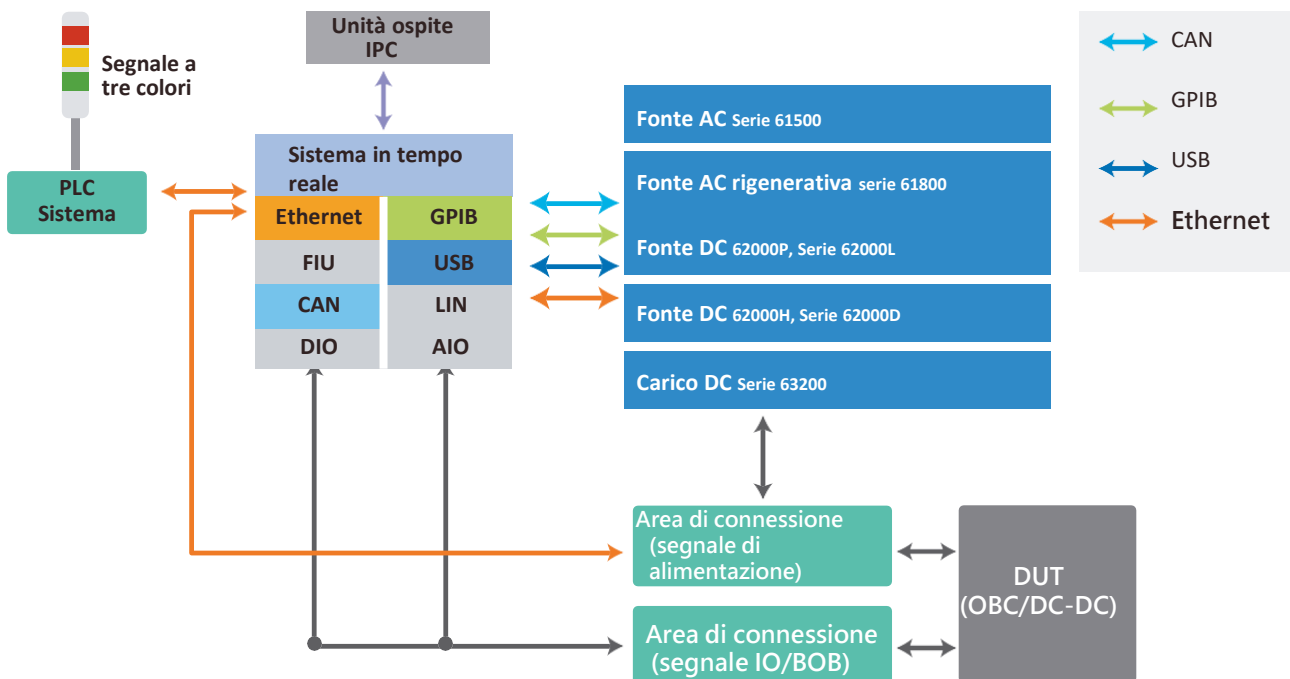 Unità ospite
IPC
Segnale a
tre colori
CAN
GPIB
USB
Ethernet
Fonte AC Serie 61500
Sistema in tempo
reale
PLC
Sistema
Fonte AC rigenerativa serie 61800
Ethernet
GPIB
Fonte DC 62000P, Serie 62000L
FIU
USB
CAN
LIN
Fonte DC 62000H, Serie 62000D
DIO
AIO
Carico DC Serie 63200
Area di connessione
(segnale di
alimentazione)
DUT
(OBC/DC-DC)
Area di connessione
(segnale IO/BOB)